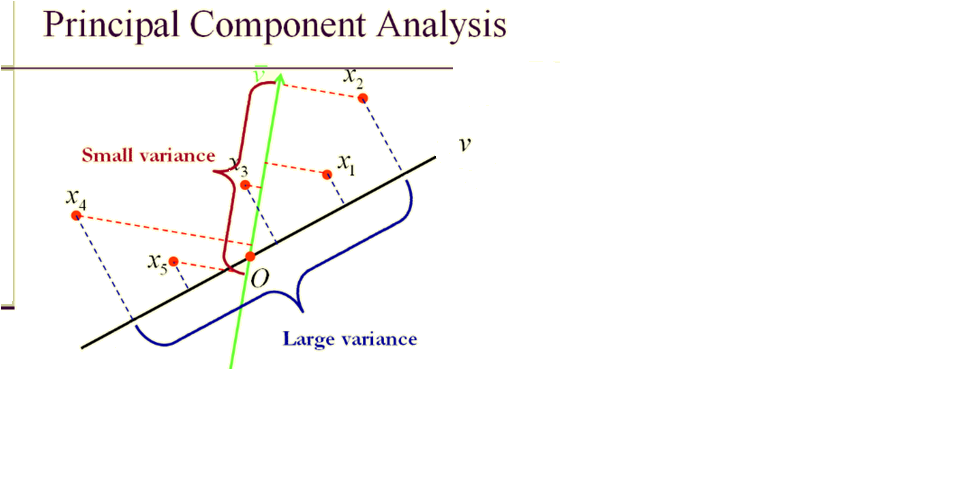 Principal Component Analysis
v
x2
v
Small variance
x3
x1
x4
x5
O
Large variance